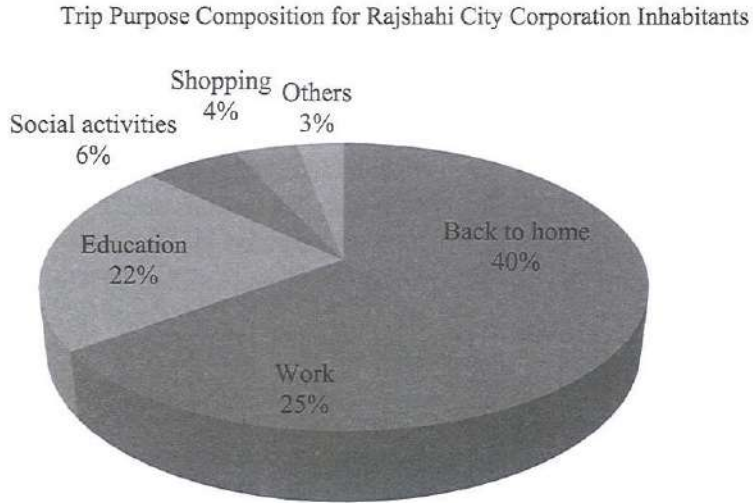 Trip Purpose Composition for Rajshahi City Corporation Inhabitants
Shopping
4%
Others
3%
Social activities
6%
Education
22%
Back to home
40%
Work
25%